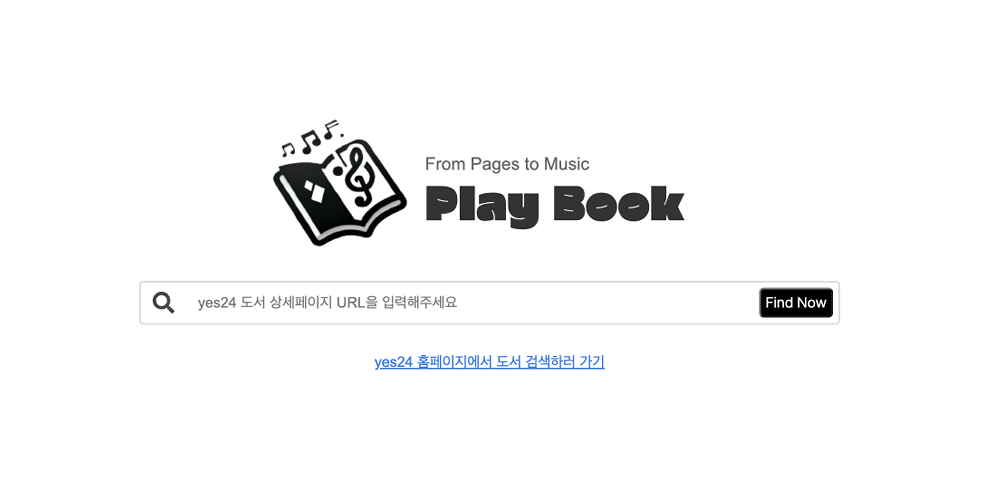 From Pages to Music
Play Book
yes24 도서 상세페이지 URL을 입력해주세요
Find Now
yes24 홈페이지에서 도서 검색하러 가기